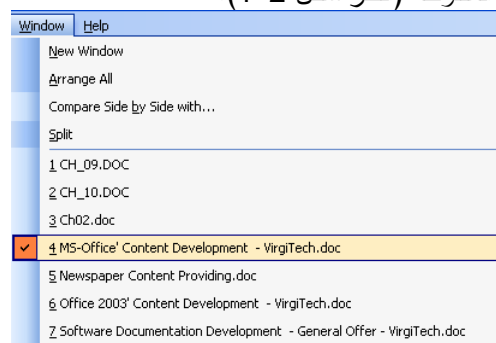 Window Help
New Window
Arrange All
Compare Side by Side with...
Split
1 CH_09.DOC
2 CH_10.DOC
3 Ch02.doc
4 MS-Office' Content Development - VirgiTech.doc
5 Newspaper Content Providing.doc
6 Office 2003' Content Development - VirgiTech.doc
7 Software Documentation Development - General Offer - VirgiTech.doc